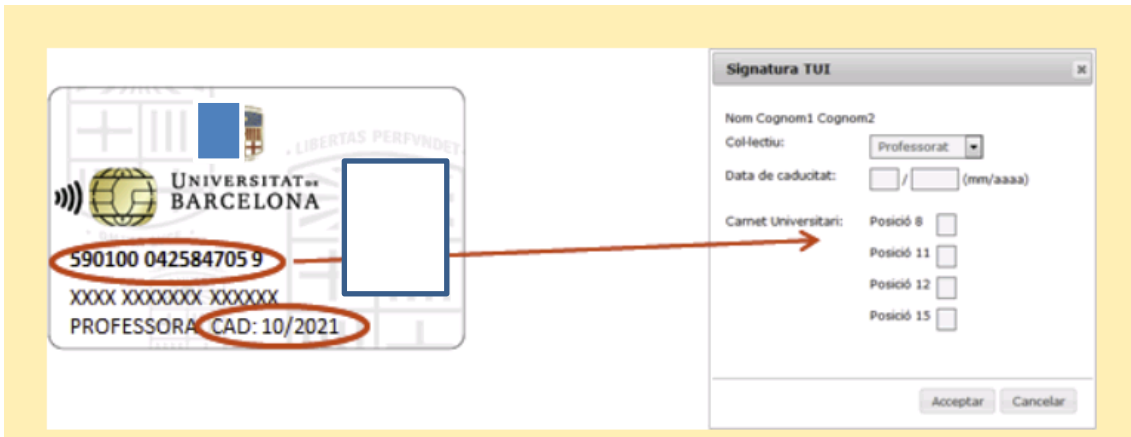 LIBERTAS PERFVNDET
UNIVERSITAT DE
BARCELONA
590100 042584705 9
XXXX XXXXXXX XXXXXX
PROFESSORA CAD: 10/2021
Signatura TUI
Nom Cognom1 Cognom2
Col·lectiu: Professorat
Data de caducitat: / (mm/aaaa)
Carnet Universitari: Posició 8
Posició 11
Posició 12
Posició 15
Acceptar Cancelar